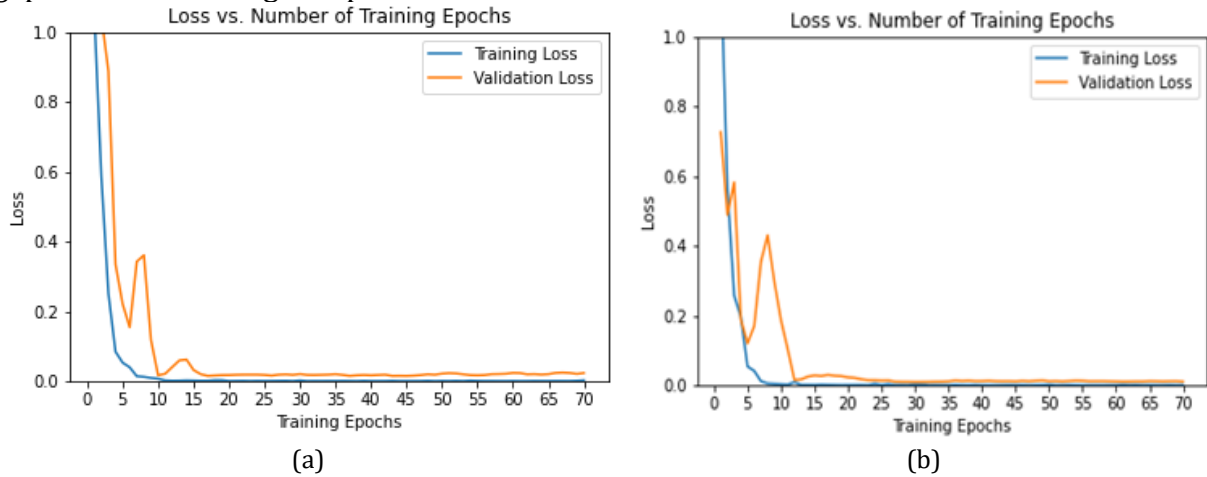 Loss vs. Number of Training Epochs
1.0
0.8
0.6
0.4
0.2
0.0
Loss
Training Loss
Validation Loss
0 5 10 15 20 25 30 35 40 45 50 55 60 65 70
Training Epochs
(a)
Loss vs. Number of Training Epochs
1.0
0.8
0.6
0.4
0.2
0.0
Loss
Training Loss
Validation Loss
0 5 10 15 20 25 30 35 40 45 50 55 60 65 70
Training Epochs
(b)